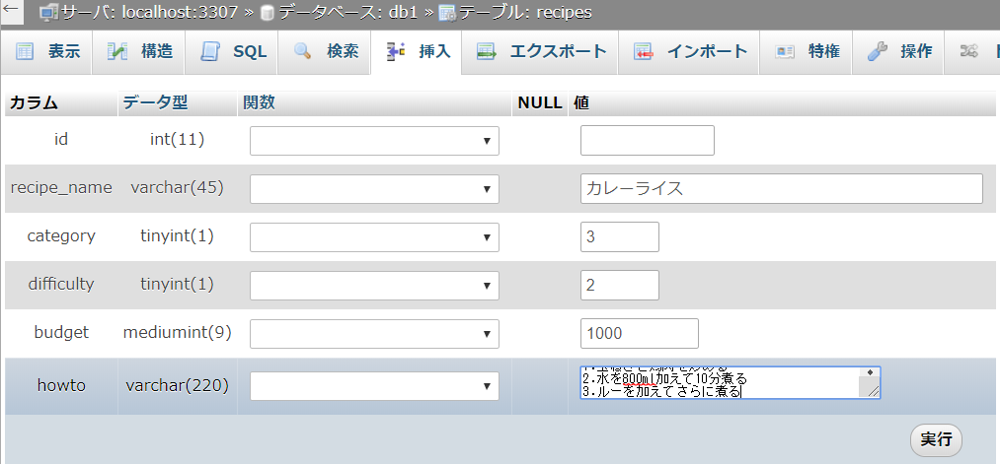 サーバ: localhost:3307 » データベース: db1 » テーブル: recipes
表示 構造 SQL 検索 挿入 エクスポート インポート 特権 操作
カラム データ型 関数 NULL 値
id int(11)
recipe_name varchar(45) カレーライス
category tinyint(1) 3
difficulty tinyint(1) 2
budget mediumint(9) 1000
howto varchar(220)
2.水を800ml加えて10分煮る
3.ルーを加えてさらに煮る
実行